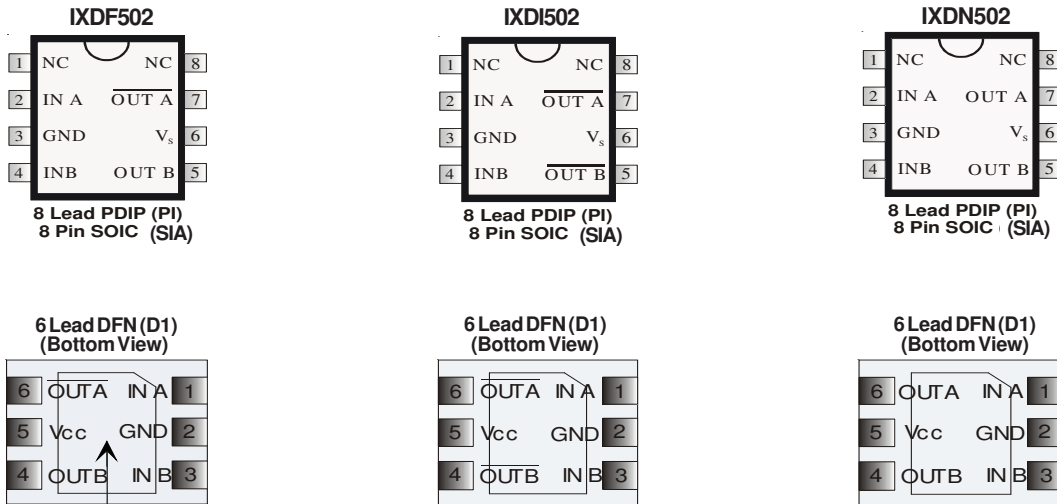 IXDF502
1 NC NC 8
2 IN A O̅U̅T̅ ̅A̅ 7
3 GND Vs 6
4 INB OUT B 5
8 Lead PDIP (PI)
8 Pin SOIC (SIA)
IXDI502
1 NC NC 8
2 IN A O̅U̅T̅ ̅A̅ 7
3 GND Vs 6
4 INB O̅U̅T̅ ̅B̅ 5
8 Lead PDIP (PI)
8 Pin SOIC (SIA)
IXDN502
1 NC NC 8
2 IN A OUT A 7
3 GND Vs 6
4 INB OUT B 5
8 Lead PDIP (PI)
8 Pin SOIC (SIA)
6 Lead DFN (D1)
(Bottom View)
6 O̅U̅T̅A̅ IN A 1
5 Vcc GND 2
4 OUTB IN B 3
6 Lead DFN (D1)
(Bottom View)
6 O̅U̅T̅A̅ IN A 1
5 Vcc GND 2
4 O̅U̅T̅B̅ IN B 3
6 Lead DFN (D1)
(Bottom View)
6 OUTA IN A 1
5 Vcc GND 2
4 OUTB IN B 3